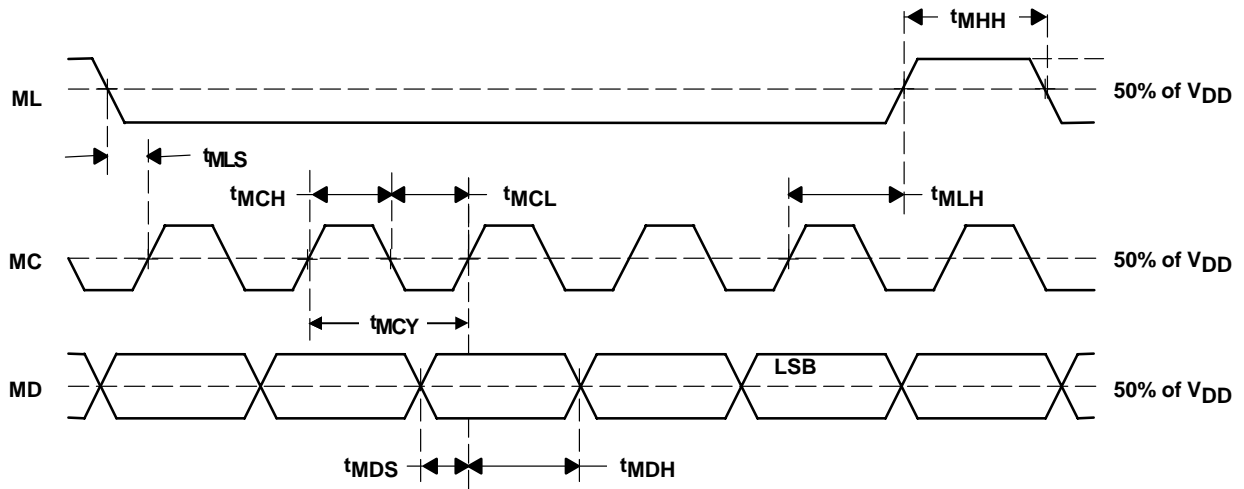 tMHH
ML
50% of VDD
tMLS
tMCH
tMCL
tMLH
MC
50% of VDD
tMCY
LSB
MD
50% of VDD
tMDS
tMDH